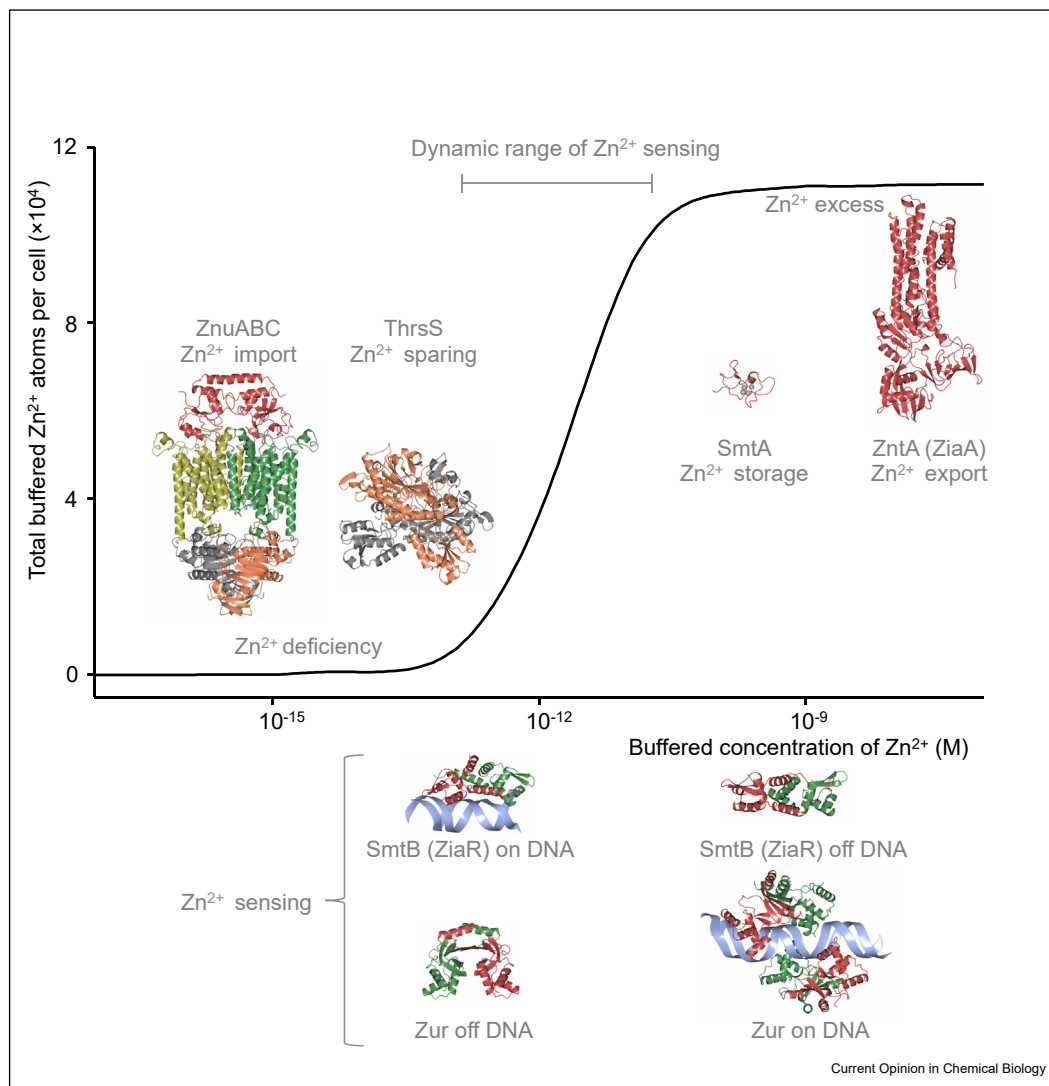 12
8
4
0
Total buffered Zn²⁺ atoms per cell (×10⁴)
Dynamic range of Zn²⁺ sensing
Zn²⁺ excess
ZnuABC
Zn²⁺ import
ThrsS
Zn²⁺ sparing
SmtA
Zn²⁺ storage
ZntA (ZiaA)
Zn²⁺ export
Zn²⁺ deficiency
10⁻¹⁵
10⁻¹²
10⁻⁹
Buffered concentration of Zn²⁺ (M)
SmtB (ZiaR) on DNA
SmtB (ZiaR) off DNA
Zn²⁺ sensing
Zur off DNA
Zur on DNA
Current Opinion in Chemical Biology